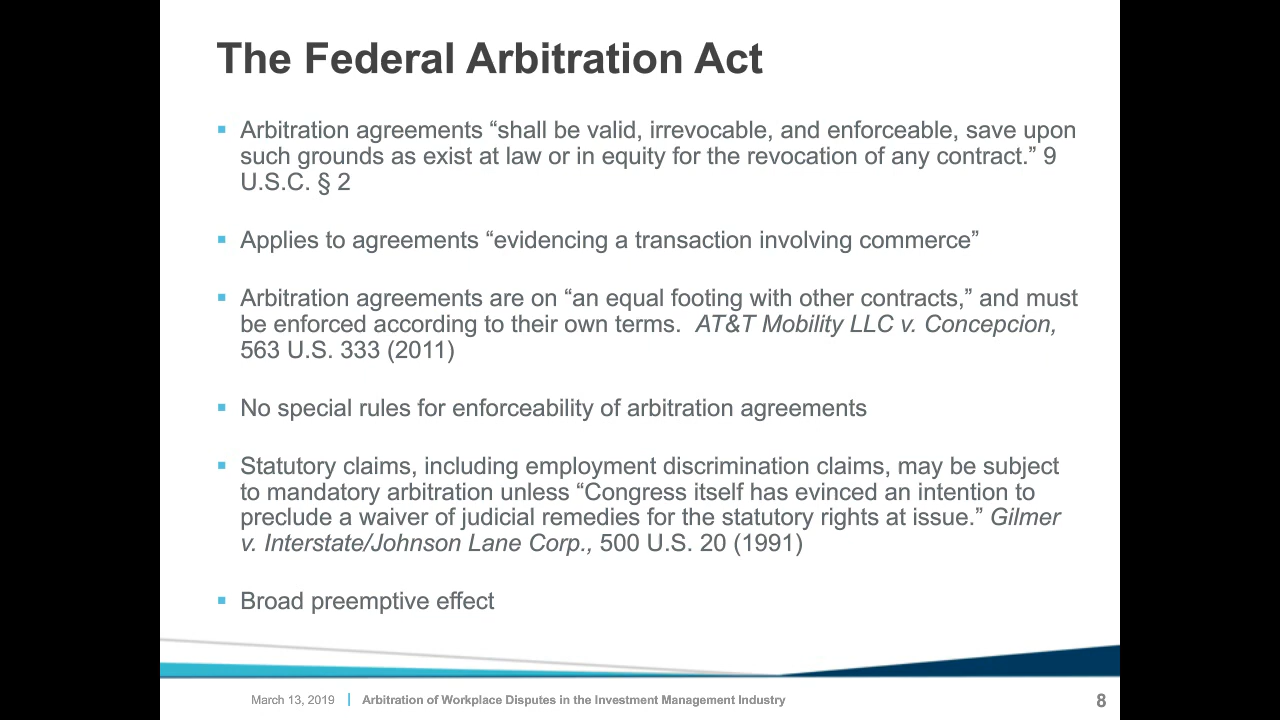 The Federal Arbitration Act
▪ Arbitration agreements “shall be valid, irrevocable, and enforceable, save upon
such grounds as exist at law or in equity for the revocation of any contract.” 9
U.S.C. § 2
▪ Applies to agreements “evidencing a transaction involving commerce”
▪ Arbitration agreements are on “an equal footing with other contracts,” and must
be enforced according to their own terms.  AT&T Mobility LLC v. Concepcion,
563 U.S. 333 (2011)
▪ No special rules for enforceability of arbitration agreements
▪ Statutory claims, including employment discrimination claims, may be subject
to mandatory arbitration unless “Congress itself has evinced an intention to
preclude a waiver of judicial remedies for the statutory rights at issue.” Gilmer
v. Interstate/Johnson Lane Corp., 500 U.S. 20 (1991)
▪ Broad preemptive effect
March 13, 2019 | Arbitration of Workplace Disputes in the Investment Management Industry 8